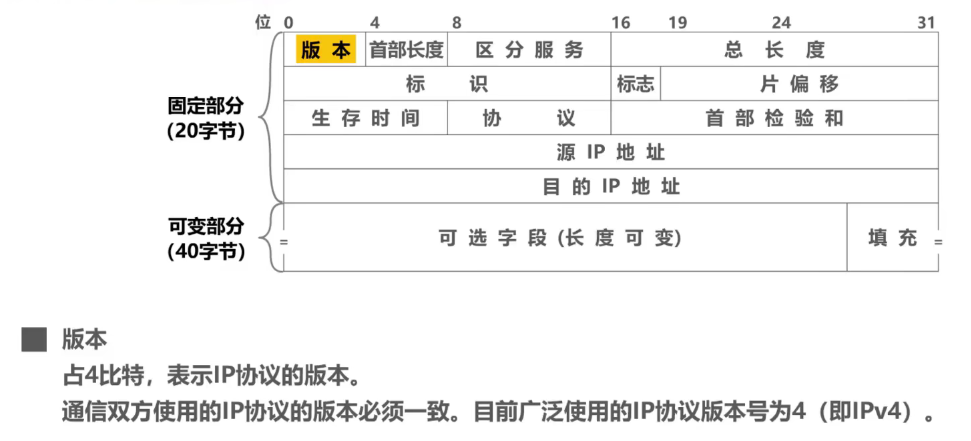 位 0 4 8 16 19 24 31
版本 首部长度 区分服务 总长度
标识 标志 片偏移
固定部分
(20字节)
生存时间 协议 首部检验和
源 IP 地址
目的 IP 地址
可变部分
(40字节)
= 可选字段 (长度可变) 填充 =
版本
占4比特，表示IP协议的版本。
通信双方使用的IP协议的版本必须一致。目前广泛使用的IP协议版本号为4（即IPv4）。